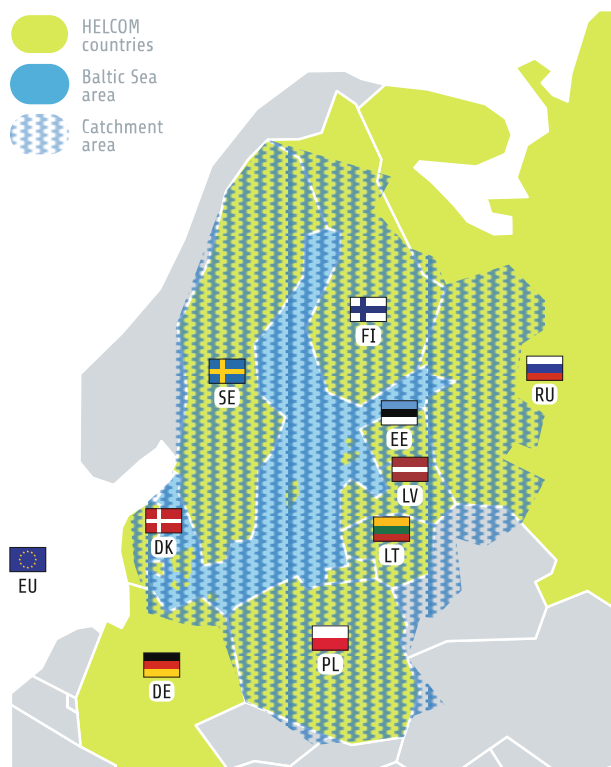 HELCOM
countries
Baltic Sea
area
Catchment
area
FI
SE
RU
EE
LV
DK
LT
EU
PL
DE